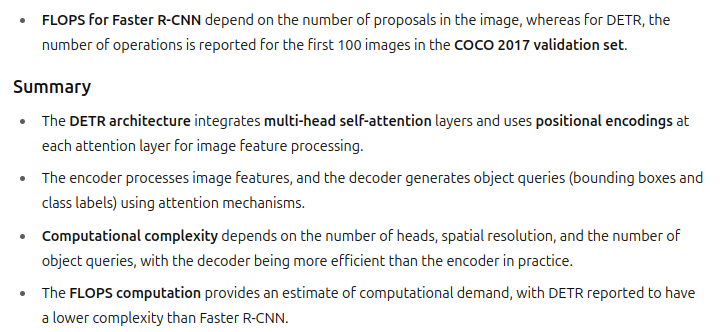 FLOPS for Faster R-CNN depend on the number of proposals in the image, whereas for DETR, the
number of operations is reported for the first 100 images in the COCO 2017 validation set.
Summary
The DETR architecture integrates multi-head self-attention layers and uses positional encodings at
each attention layer for image feature processing.
The encoder processes image features, and the decoder generates object queries (bounding boxes and
class labels) using attention mechanisms.
Computational complexity depends on the number of heads, spatial resolution, and the number of
object queries, with the decoder being more efficient than the encoder in practice.
The FLOPS computation provides an estimate of computational demand, with DETR reported to have
a lower complexity than Faster R-CNN.